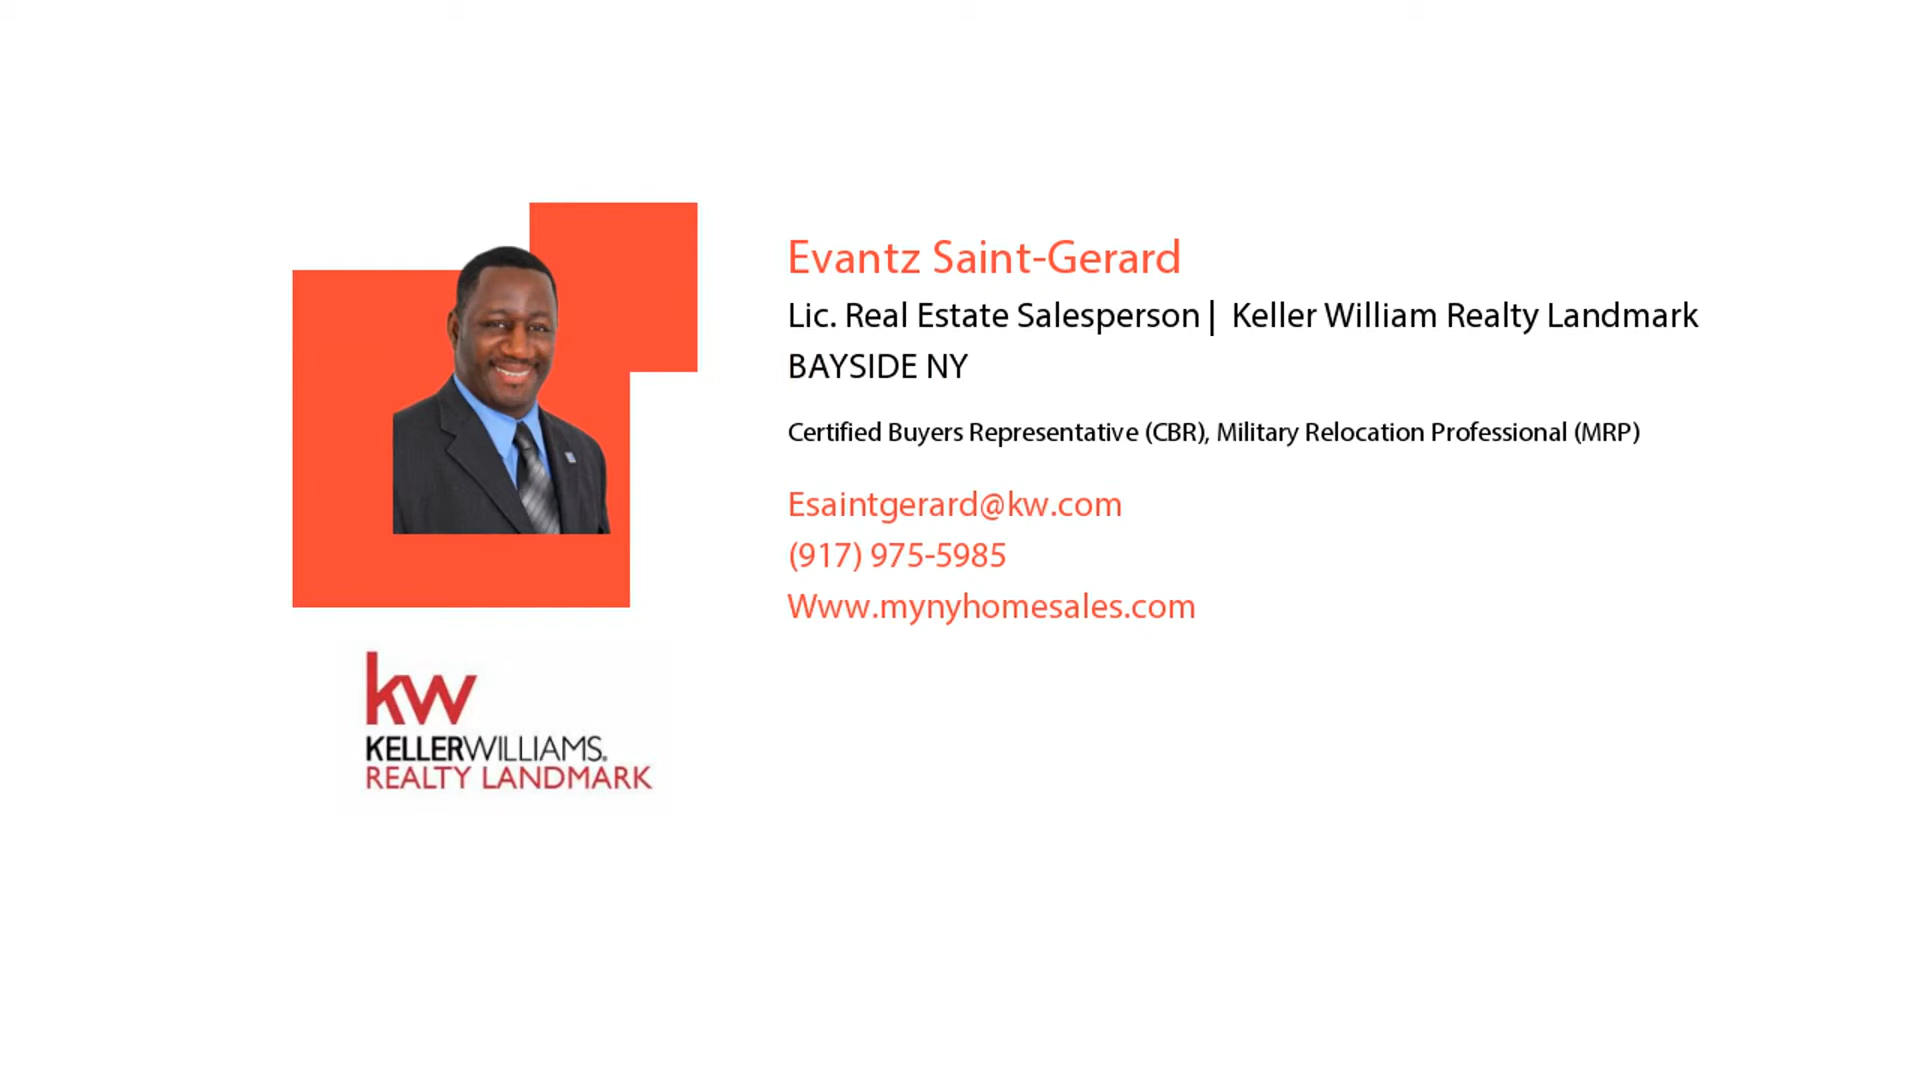 Evantz Saint-Gerard
Lic. Real Estate Salesperson | Keller William Realty Landmark
BAYSIDE NY
Certified Buyers Representative (CBR), Military Relocation Professional (MRP)
Esaintgerard@kw.com
(917) 975-5985
Www.mynyhomesales.com
kw
KELLERWILLIAMS.
REALTY LANDMARK